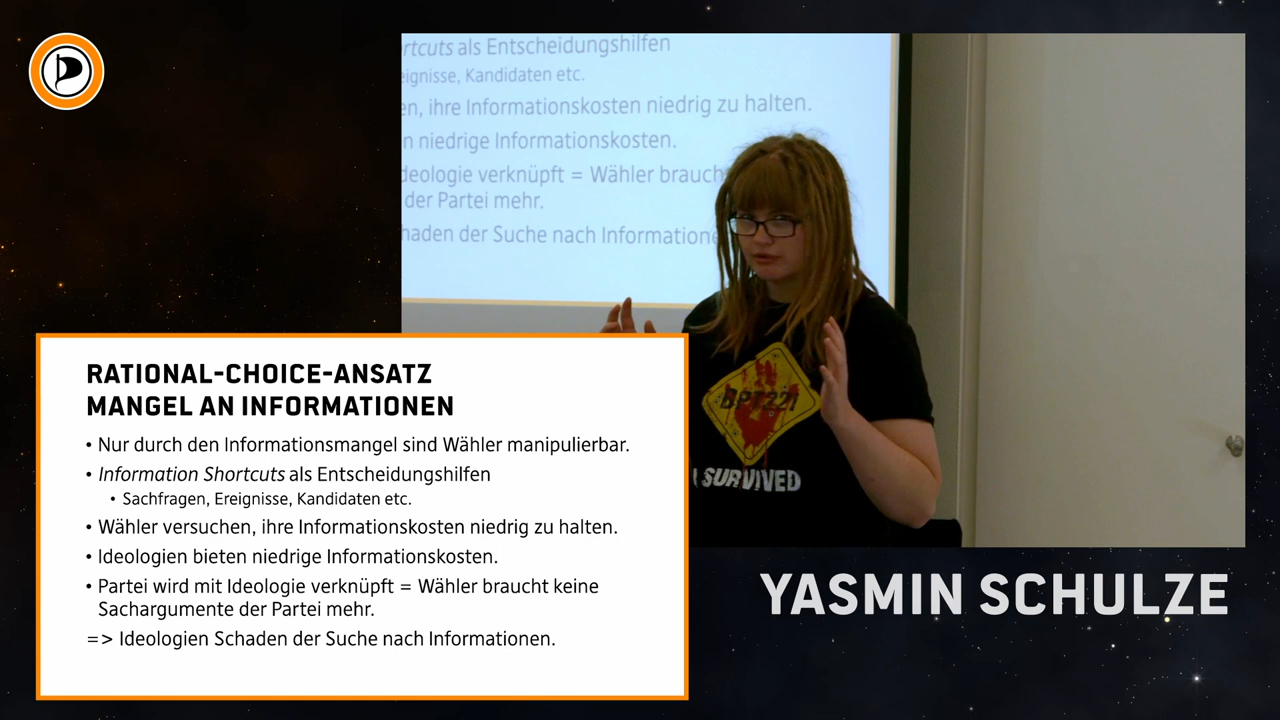 rtcuts als Entscheidungshilfen
eignisse, Kandidaten etc.
en, ihre Informationskosten niedrig zu halten.
n niedrige Informationskosten.
deologie verknüpft = Wähler brauch
der Partei mehr.
haden der Suche nach Informatione
BPT221
I SURVIVED
RATIONAL-CHOICE-ANSATZ
MANGEL AN INFORMATIONEN
• Nur durch den Informationsmangel sind Wähler manipulierbar.
• Information Shortcuts als Entscheidungshilfen
• Sachfragen, Ereignisse, Kandidaten etc.
• Wähler versuchen, ihre Informationskosten niedrig zu halten.
• Ideologien bieten niedrige Informationskosten.
• Partei wird mit Ideologie verknüpft = Wähler braucht keine
Sachargumente der Partei mehr.
=> Ideologien Schaden der Suche nach Informationen.
YASMIN SCHULZE